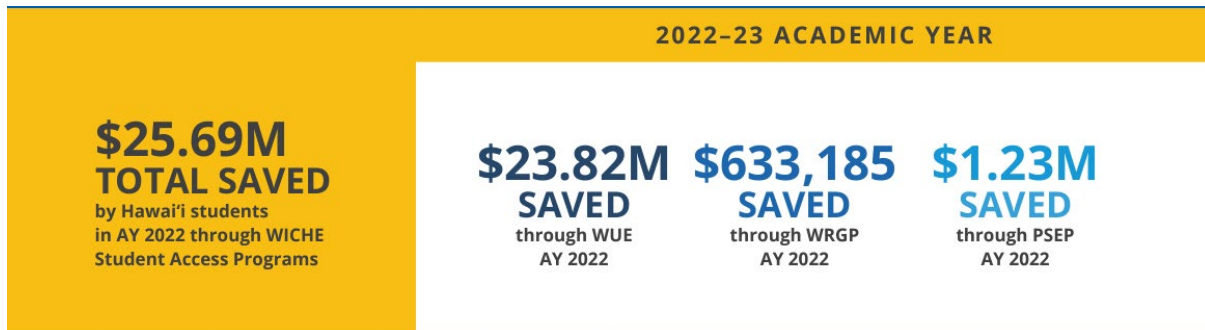 2022–23 ACADEMIC YEAR
$25.69M
TOTAL SAVED
by Hawai‘i students
in AY 2022 through WICHE
Student Access Programs
$23.82M
SAVED
through WUE
AY 2022
$633,185
SAVED
through WRGP
AY 2022
$1.23M
SAVED
through PSEP
AY 2022